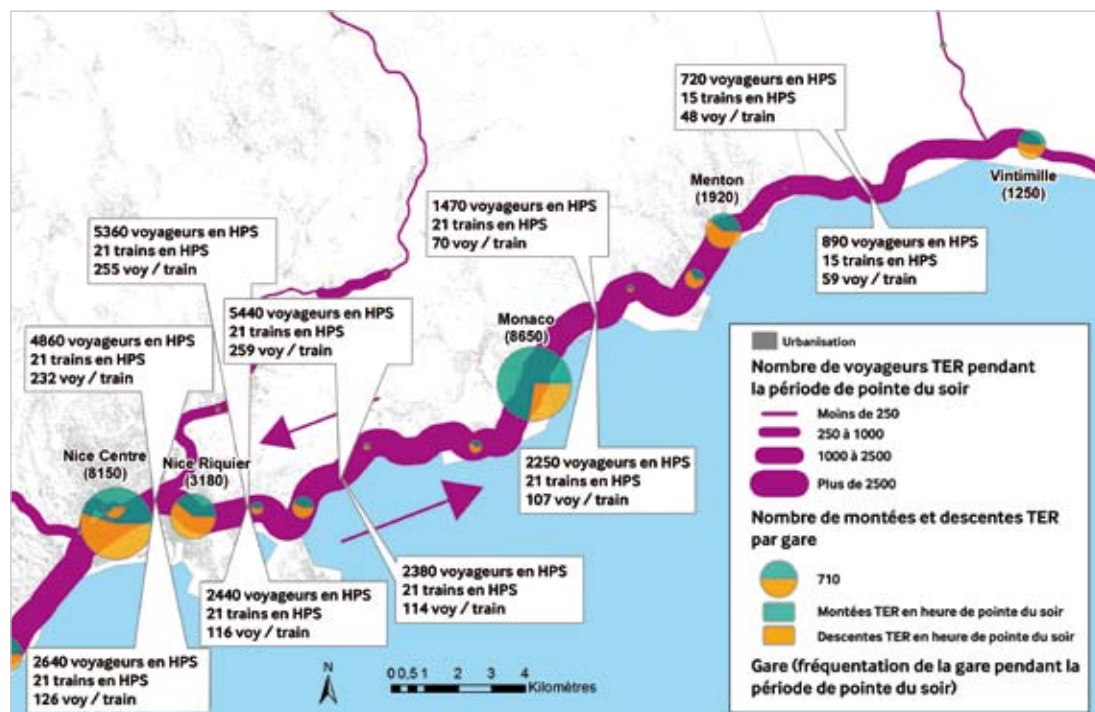 720 voyageurs en HPS
15 trains en HPS
48 voy / train
Vintimille
(1250)
Menton
(1920)
1470 voyageurs en HPS
21 trains en HPS
70 voy / train
5360 voyageurs en HPS
21 trains en HPS
255 voy / train
890 voyageurs en HPS
15 trains en HPS
59 voy / train
5440 voyageurs en HPS
21 trains en HPS
259 voy / train
Monaco
(8650)
4860 voyageurs en HPS
21 trains en HPS
232 voy / train
Nice Centre
(8150)
Nice Riquier
(3180)
2250 voyageurs en HPS
21 trains en HPS
107 voy / train
2380 voyageurs en HPS
21 trains en HPS
114 voy / train
2440 voyageurs en HPS
21 trains en HPS
116 voy / train
2640 voyageurs en HPS
21 trains en HPS
126 voy / train
N
0 0,5 1 2 3 4
Kilomètres
Urbanisation
Nombre de voyageurs TER pendant
la période de pointe du soir
Moins de 250
250 à 1000
1000 à 2500
Plus de 2500
Nombre de montées et descentes TER
par gare
710
Montées TER en heure de pointe du soir
Descentes TER en heure de pointe du soir
Gare (fréquentation de la gare pendant la
période de pointe du soir)